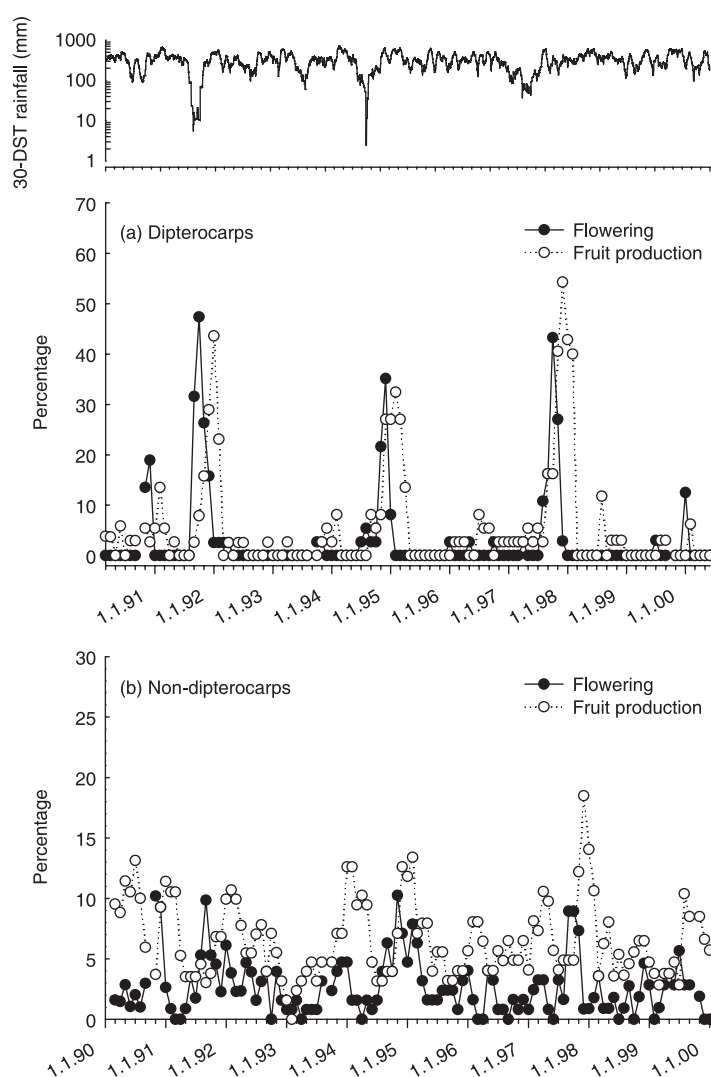 30-DST rainfall (mm)
1000
100
10
1
(a) Dipterocarps
Flowering
Fruit production
Percentage
70
60
50
40
30
20
10
0
1.1.91 1.1.92 1.1.93 1.1.94 1.1.95 1.1.96 1.1.97 1.1.98 1.1.99 1.1.00
(b) Non-dipterocarps
Flowering
Fruit production
Percentage
30
25
20
15
10
5
0
1.1.90 1.1.91 1.1.92 1.1.93 1.1.94 1.1.95 1.1.96 1.1.97 1.1.98 1.1.99 1.1.00